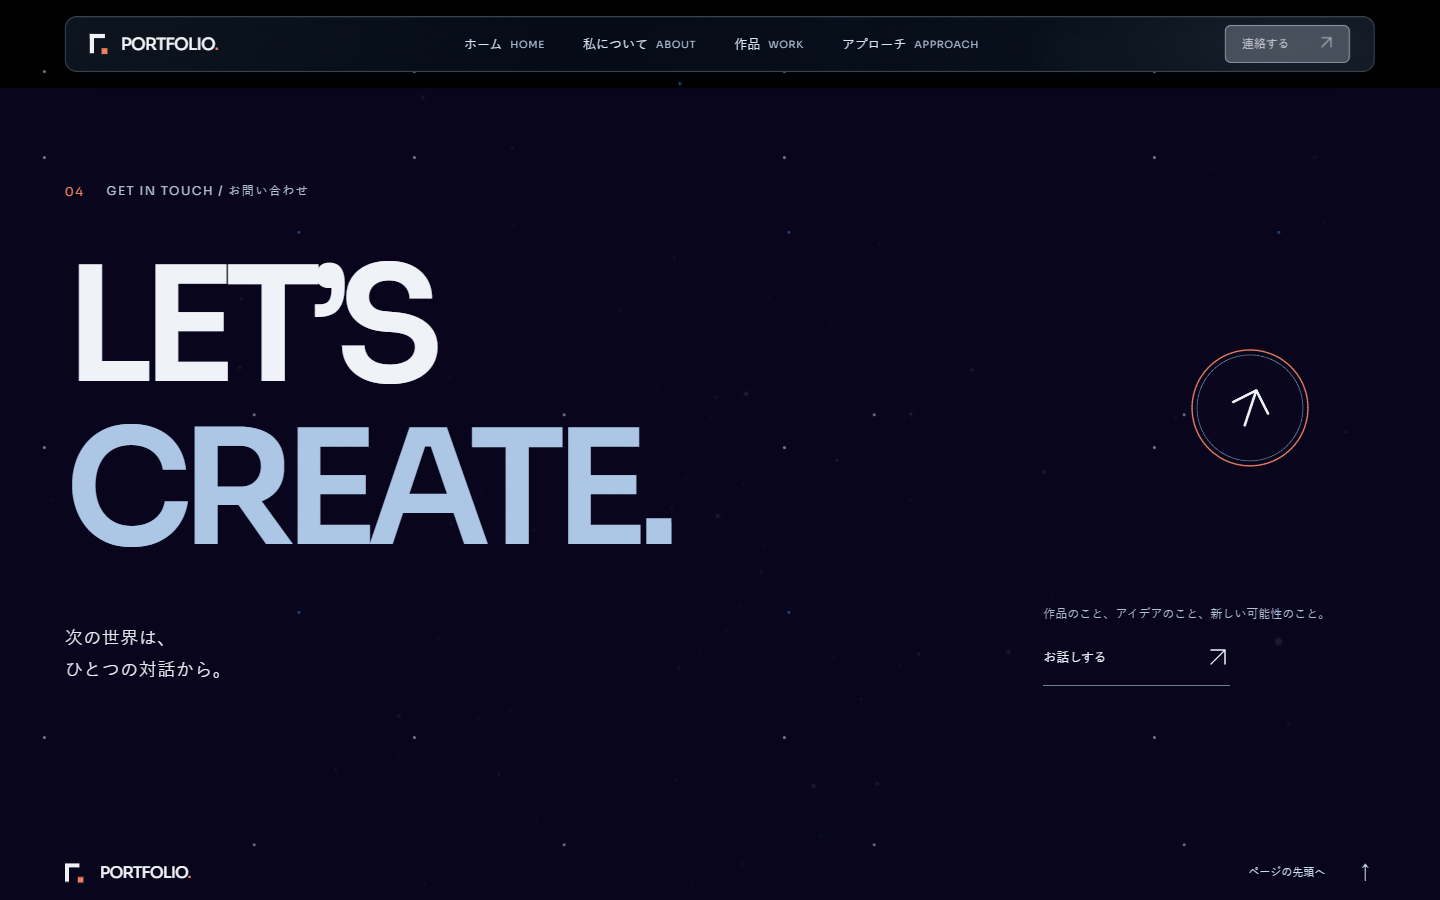 PORTFOLIO.
ホーム HOME 私について ABOUT 作品 WORK アプローチ APPROACH
連絡する
04 GET IN TOUCH / お問い合わせ
LET’S
CREATE.
次の世界は、
ひとつの対話から。
作品のこと、アイデアのこと、新しい可能性のこと。
お話しする
PORTFOLIO.
ページの先頭へ ↑